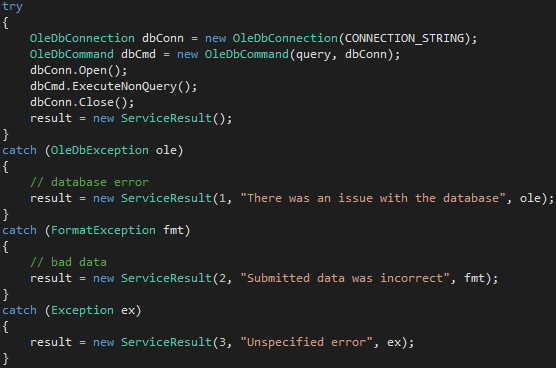 try
{
    OleDbConnection dbConn = new OleDbConnection(CONNECTION_STRING);
    OleDbCommand dbCmd = new OleDbCommand(query, dbConn);
    dbConn.Open();
    dbCmd.ExecuteNonQuery();
    dbConn.Close();
    result = new ServiceResult();
}
catch (OleDbException ole)
{
    // database error
    result = new ServiceResult(1, "There was an issue with the database", ole);
}
catch (FormatException fmt)
{
    // bad data
    result = new ServiceResult(2, "Submitted data was incorrect", fmt);
}
catch (Exception ex)
{
    result = new ServiceResult(3, "Unspecified error", ex);
}